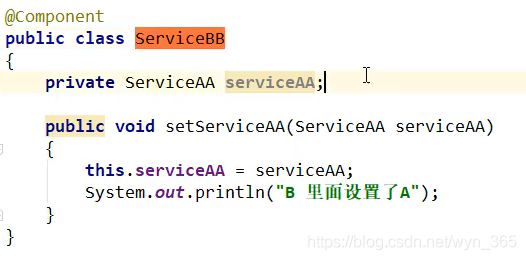 @Component
public class ServiceBB
{
    private ServiceAA serviceAA;
    public void setServiceAA(ServiceAA serviceAA)
    {
        this.serviceAA = serviceAA;
        System.out.println("B 里面设置了A");
    }
}
https://blog.csdn.net/wyn_365